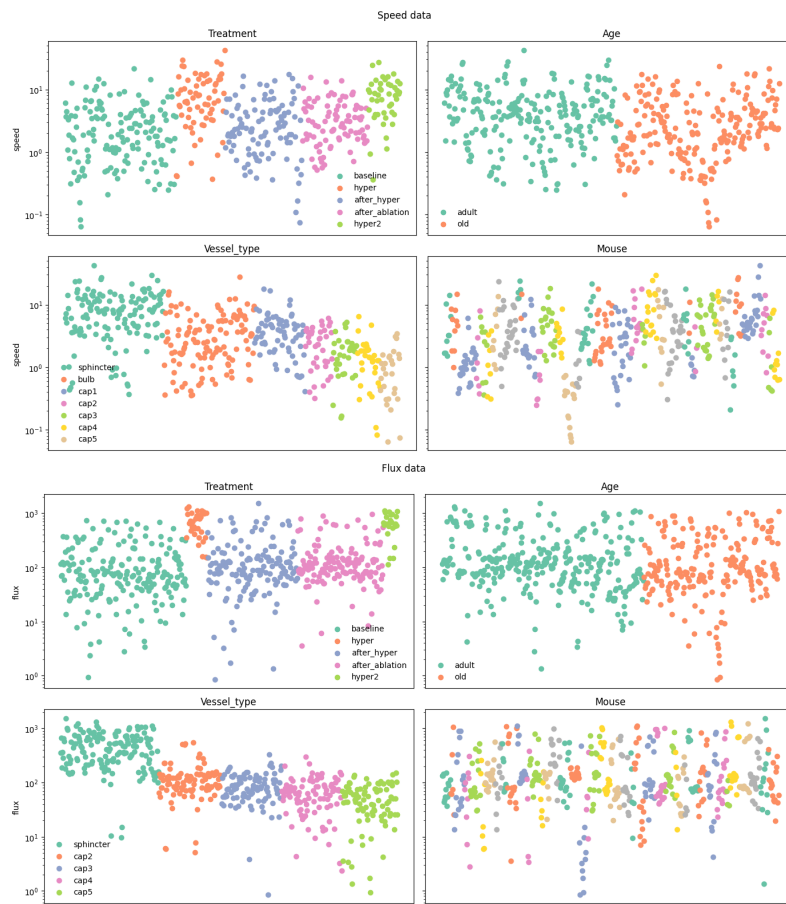 Speed data
Treatment
Age
speed
10¹
10⁰
10⁻¹
baseline
hyper
after_hyper
after_ablation
hyper2
adult
old
Vessel_type
Mouse
speed
10¹
10⁰
10⁻¹
sphincter
bulb
cap1
cap2
cap3
cap4
cap5
Flux data
Treatment
Age
flux
10³
10²
10¹
10⁰
baseline
hyper
after_hyper
after_ablation
hyper2
adult
old
Vessel_type
Mouse
flux
10³
10²
10¹
10⁰
sphincter
cap2
cap3
cap4
cap5